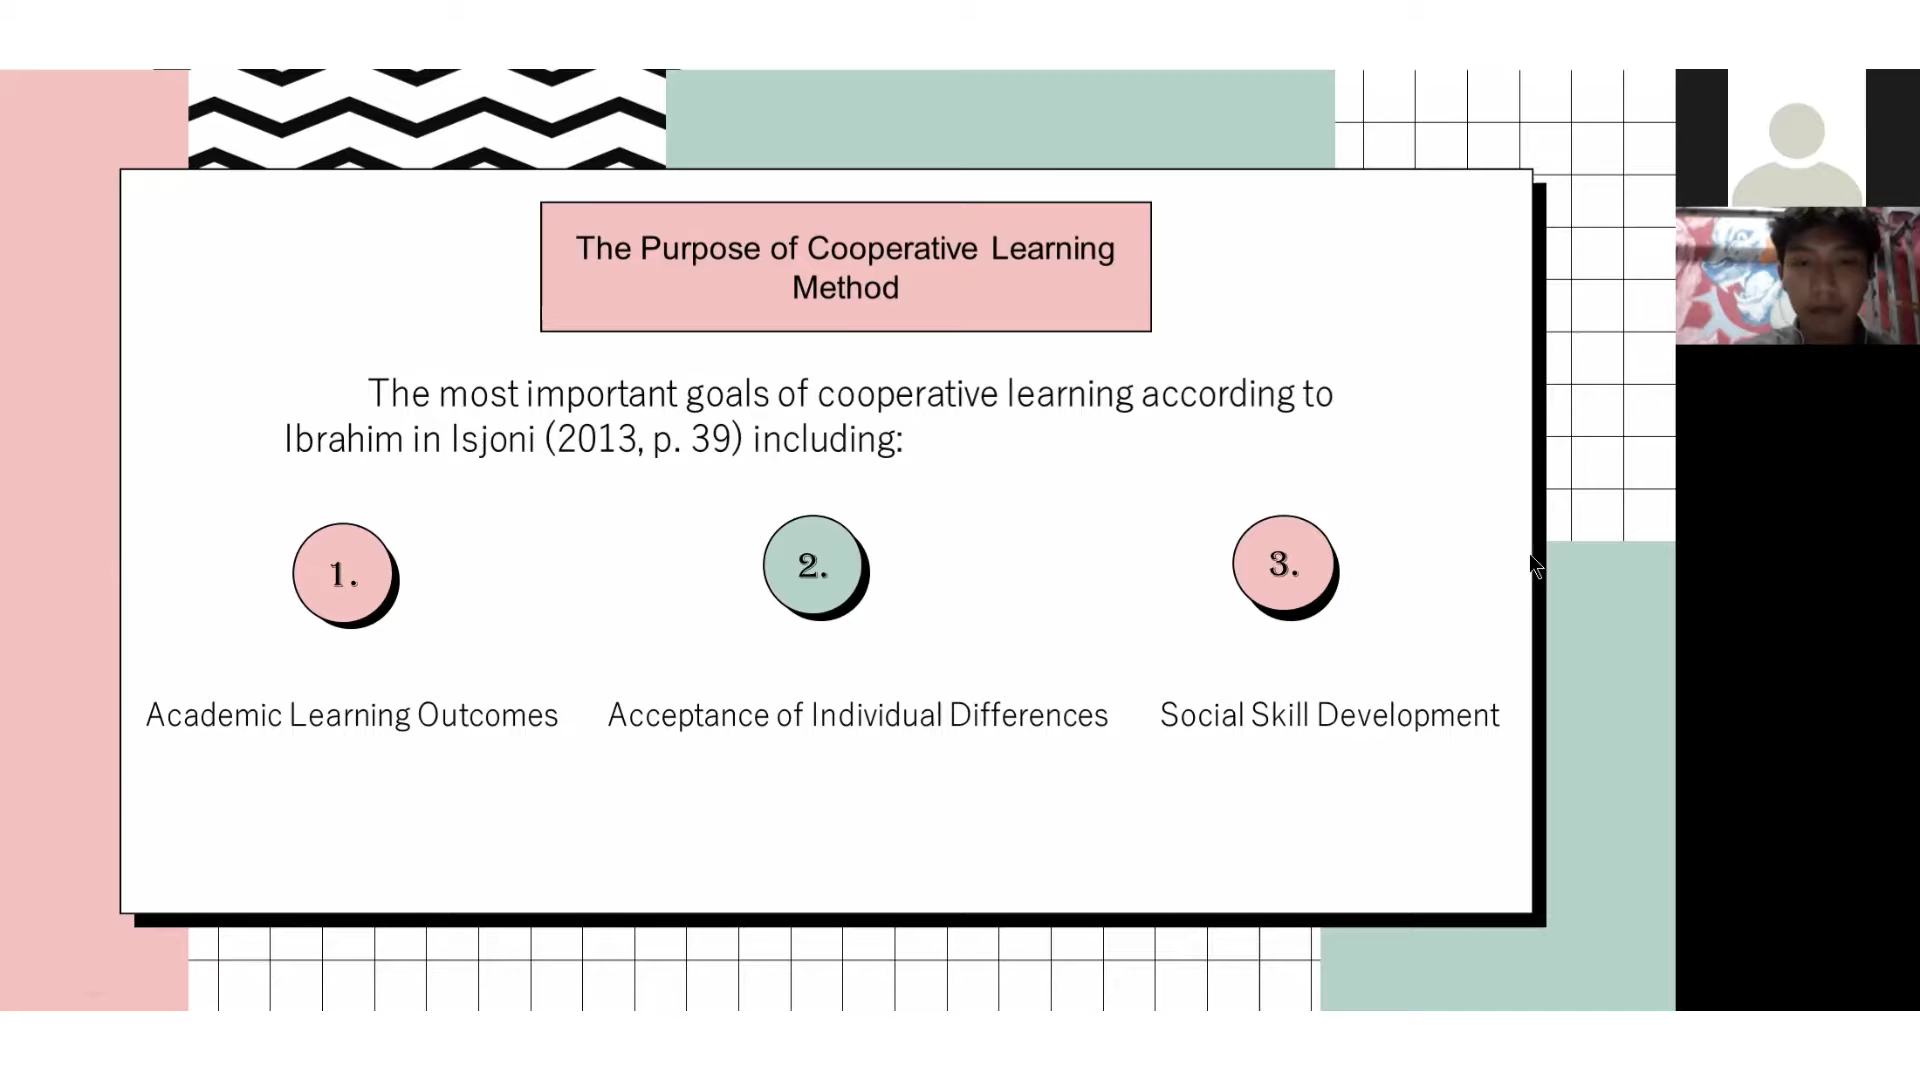 The Purpose of Cooperative Learning
Method
The most important goals of cooperative learning according to
Ibrahim in Isjoni (2013, p. 39) including:
1.
2.
3.
Academic Learning Outcomes
Acceptance of Individual Differences
Social Skill Development